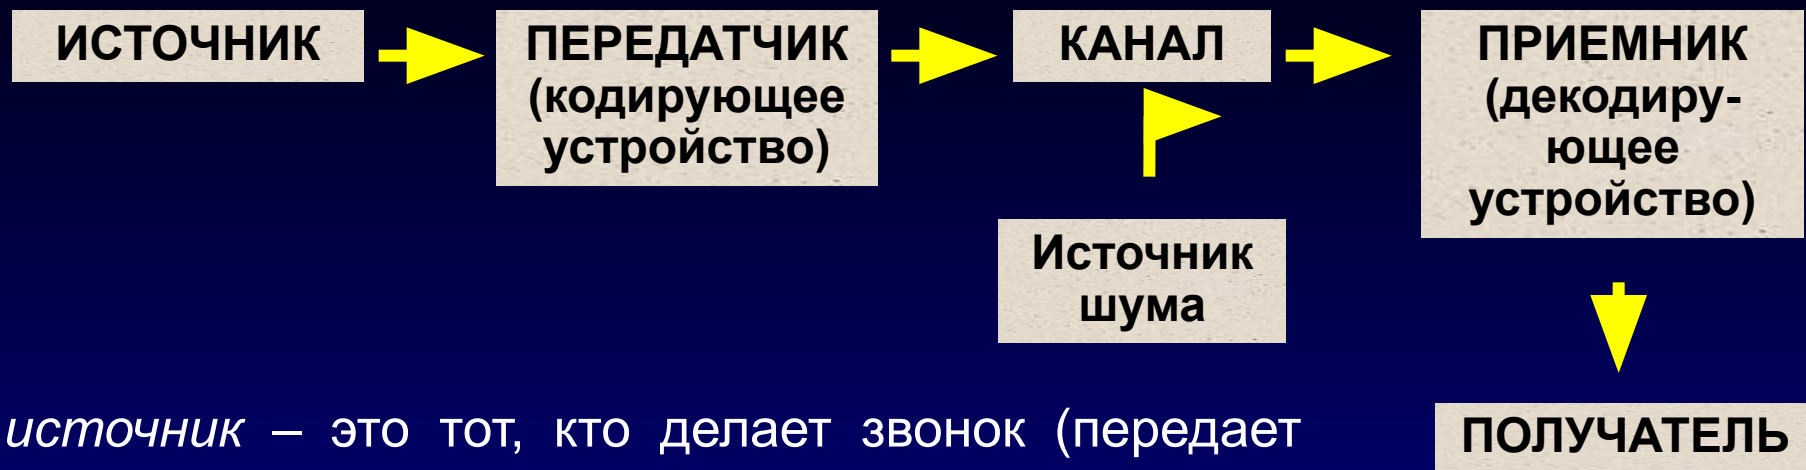 ИСТОЧНИК
ПЕРЕДАТЧИК
(кодирующее
устройство)
КАНАЛ
ПРИЕМНИК
(декодиру-
ющее
устройство)
Источник
шума
источник – это тот, кто делает звонок (передает
ПОЛУЧАТЕЛЬ